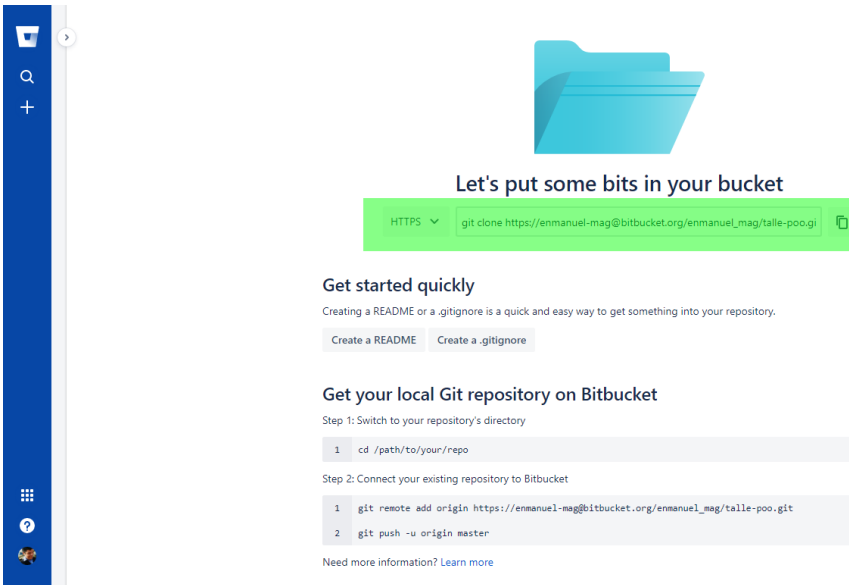 Let's put some bits in your bucket
HTTPS git clone https://enmanuel-mag@bitbucket.org/enmanuel_mag/talle-poo.gi
Get started quickly
Creating a README or a .gitignore is a quick and easy way to get something into your repository.
Create a README Create a .gitignore
Get your local Git repository on Bitbucket
Step 1: Switch to your repository's directory
1 cd /path/to/your/repo
Step 2: Connect your existing repository to Bitbucket
1 git remote add origin https://enmanuel-mag@bitbucket.org/enmanuel_mag/talle-poo.git
2 git push -u origin master
Need more information? Learn more